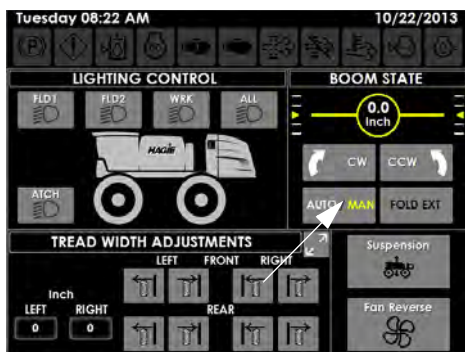 Tuesday 08:22 AM 10/22/2013
LIGHTING CONTROL
FLD1 FLD2 WRK ALL
HAGIE
ATCH
BOOM STATE
0.0
Inch
CW CCW
AUTO MAN FOLD EXT
TREAD WIDTH ADJUSTMENTS
LEFT FRONT RIGHT
Inch
LEFT RIGHT
0 0
REAR
Suspension
Fan Reverse